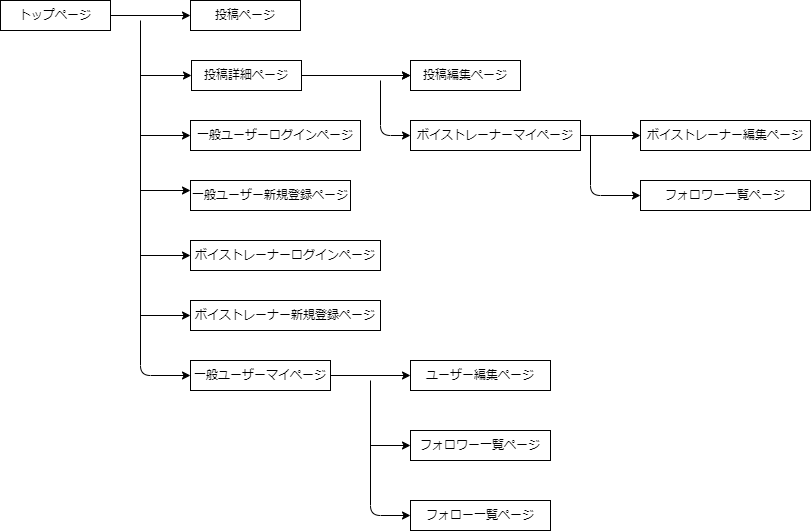 トップページ
投稿ページ
投稿詳細ページ
投稿編集ページ
一般ユーザーログインページ
ボイストレーナーマイページ
ボイストレーナー編集ページ
一般ユーザー新規登録ページ
フォロワー一覧ページ
ボイストレーナーログインページ
ボイストレーナー新規登録ページ
一般ユーザーマイページ
ユーザー編集ページ
フォロワー一覧ページ
フォロー一覧ページ